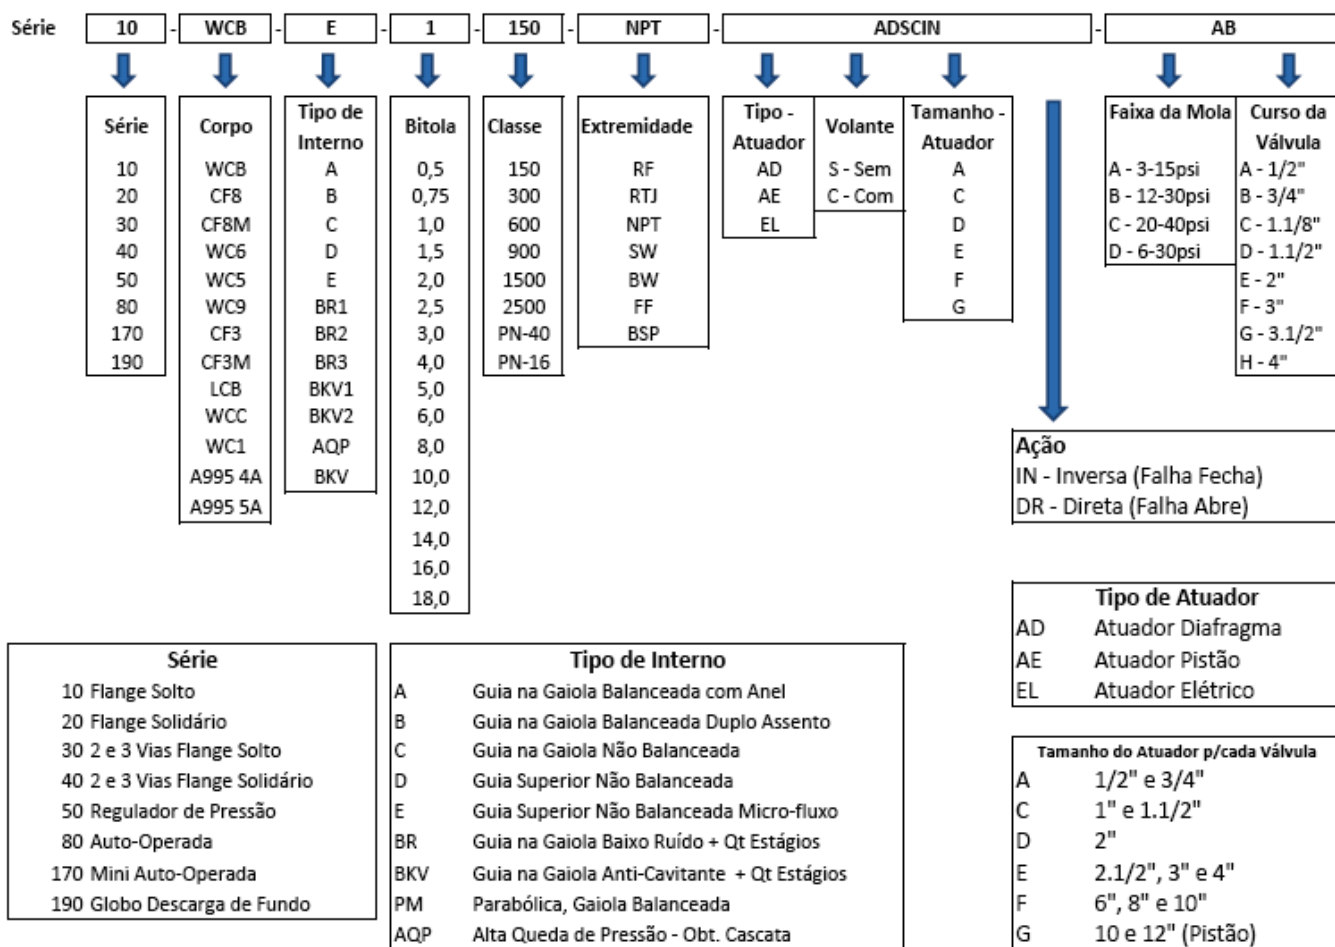 Série 10 - WCB - E - 1 - 150 - NPT - ADSCIN - AB
Série
10
20
30
40
50
80
170
190
Corpo
WCB
CF8
CF8M
WC6
WC5
WC9
CF3
CF3M
LCB
WCC
WC1
A995 4A
A995 5A
Tipo de
Interno
A
B
C
D
E
BR1
BR2
BR3
BKV1
BKV2
AQP
BKV
Bitola
0,5
0,75
1,0
1,5
2,0
2,5
3,0
4,0
5,0
6,0
8,0
10,0
12,0
14,0
16,0
18,0
Classe
150
300
600
900
1500
2500
PN-40
PN-16
Extremidade
RF
RTJ
NPT
SW
BW
FF
BSP
Tipo -
Atuador
AD
AE
EL
Volante
S - Sem
C - Com
Tamanho -
Atuador
A
C
D
E
F
G
Faixa da Mola
A - 3-15psi
B - 12-30psi
C - 20-40psi
D - 6-30psi
Curso da
Válvula
A - 1/2"
B - 3/4"
C - 1.1/8"
D - 1.1/2"
E - 2"
F - 3"
G - 3.1/2"
H - 4"
Ação
IN - Inversa (Falha Fecha)
DR - Direta (Falha Abre)
Tipo de Atuador
AD Atuador Diafragma
AE Atuador Pistão
EL Atuador Elétrico
Série
10 Flange Solto
20 Flange Solidário
30 2 e 3 Vias Flange Solto
40 2 e 3 Vias Flange Solidário
50 Regulador de Pressão
80 Auto-Operada
170 Mini Auto-Operada
190 Globo Descarga de Fundo
Tipo de Interno
A Guia na Gaiola Balanceada com Anel
B Guia na Gaiola Balanceada Duplo Assento
C Guia na Gaiola Não Balanceada
D Guia Superior Não Balanceada
E Guia Superior Não Balanceada Micro-fluxo
BR Guia na Gaiola Baixo Ruído + Qt Estágios
BKV Guia na Gaiola Anti-Cavitante + Qt Estágios
PM Parabólica, Gaiola Balanceada
AQP Alta Queda de Pressão - Obt. Cascata
Tamanho do Atuador p/cada Válvula
A 1/2" e 3/4"
C 1" e 1.1/2"
D 2"
E 2.1/2", 3" e 4"
F 6", 8" e 10"
G 10 e 12" (Pistão)